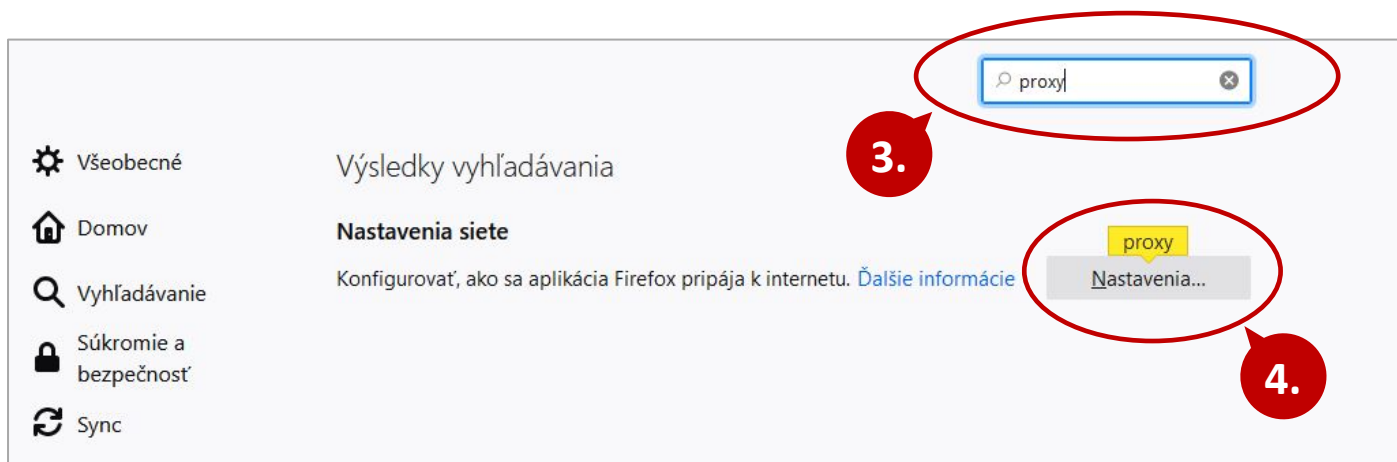 proxy
3.
Všeobecné
Domov
Vyhľadávanie
Súkromie a
bezpečnosť
Sync
Výsledky vyhľadávania
Nastavenia siete
Konfigurovať, ako sa aplikácia Firefox pripája k internetu. Ďalšie informácie
proxy
Nastavenia...
4.